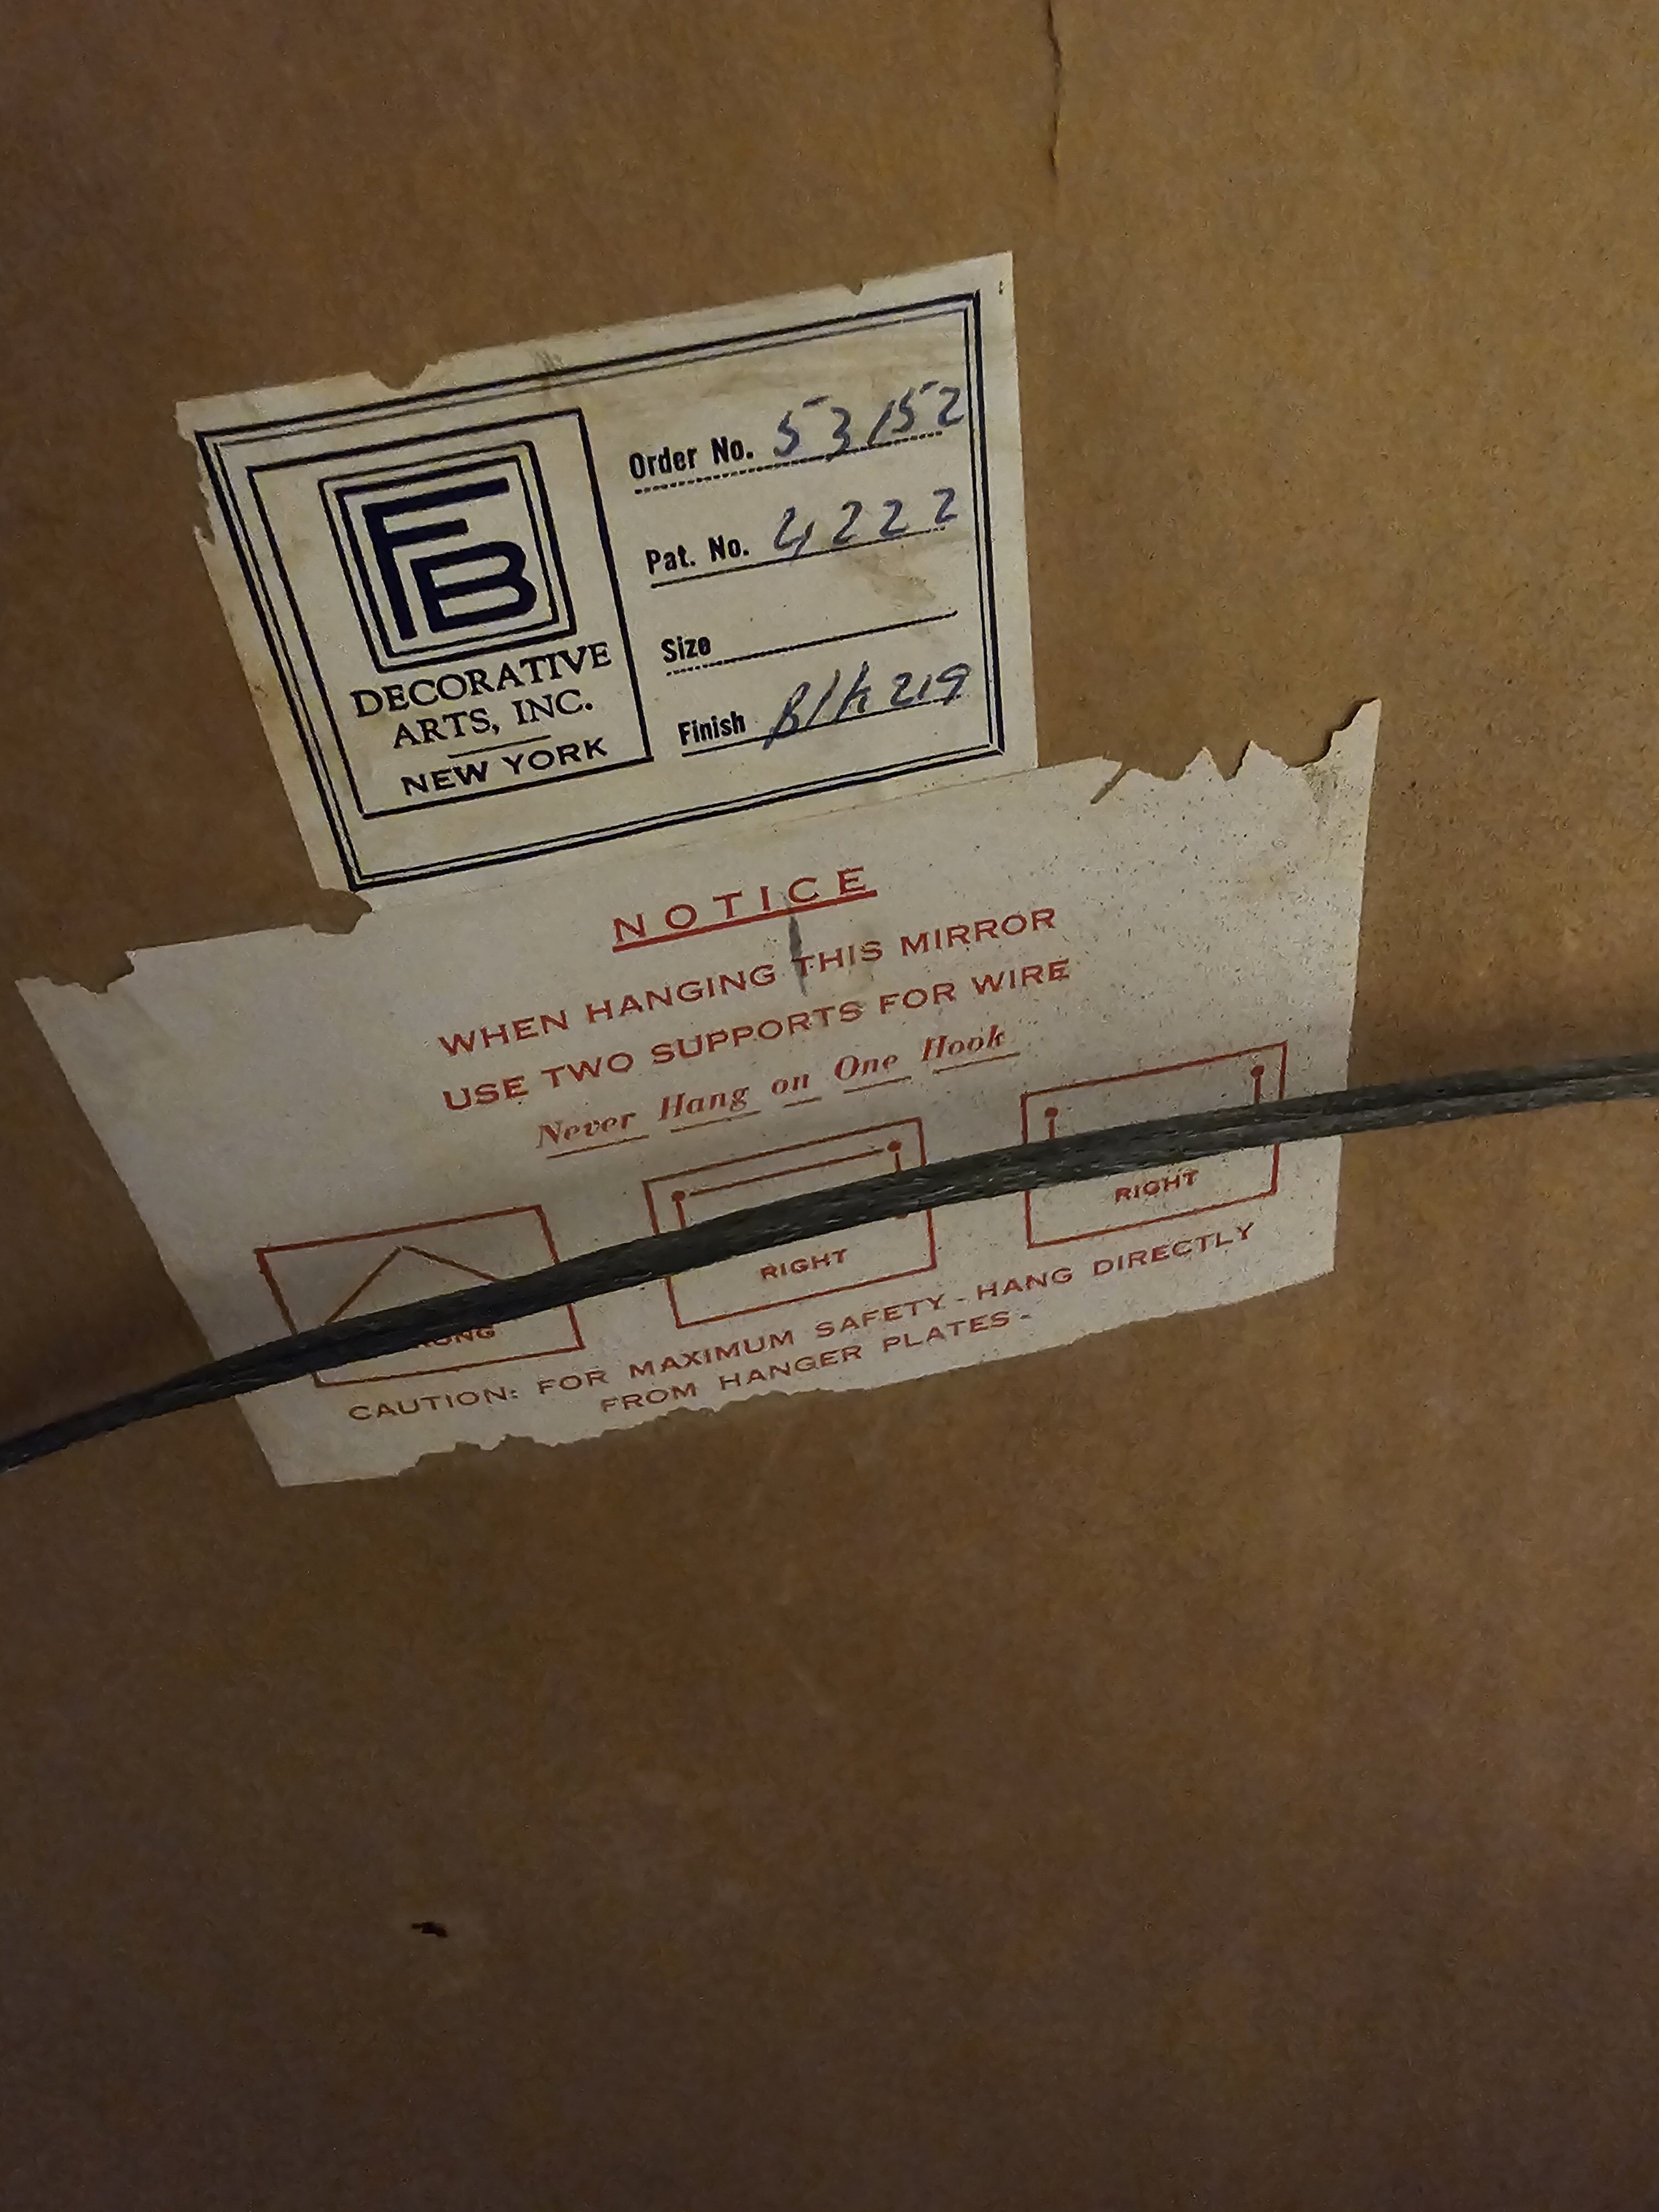 FB
DECORATIVE
ARTS, INC.
NEW YORK
Order No. 53152
Pat. No. 4222
Size
Finish Blk 219
NOTICE
WHEN HANGING THIS MIRROR
USE TWO SUPPORTS FOR WIRE
Never Hang on One Hook
RIGHT
RIGHT
CAUTION: FOR MAXIMUM SAFETY - HANG DIRECTLY
FROM HANGER PLATES -